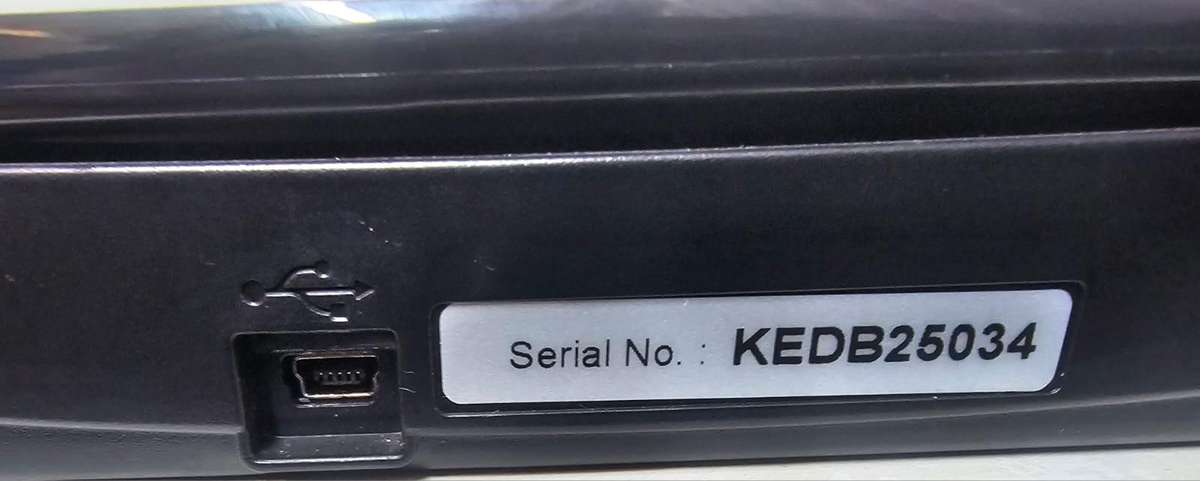 Serial No. : KEDB25034